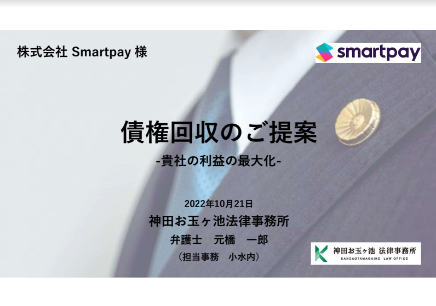 株式会社 Smartpay 様
smartpay
債権回収のご提案
-貴社の利益の最大化-
2022年10月21日
神田お玉ヶ池法律事務所
弁護士　元橋　一郎
（担当事務　小水内）
神田お玉ヶ池 法律事務所
KANDAOTAMAGAIKE LAW OFFICE